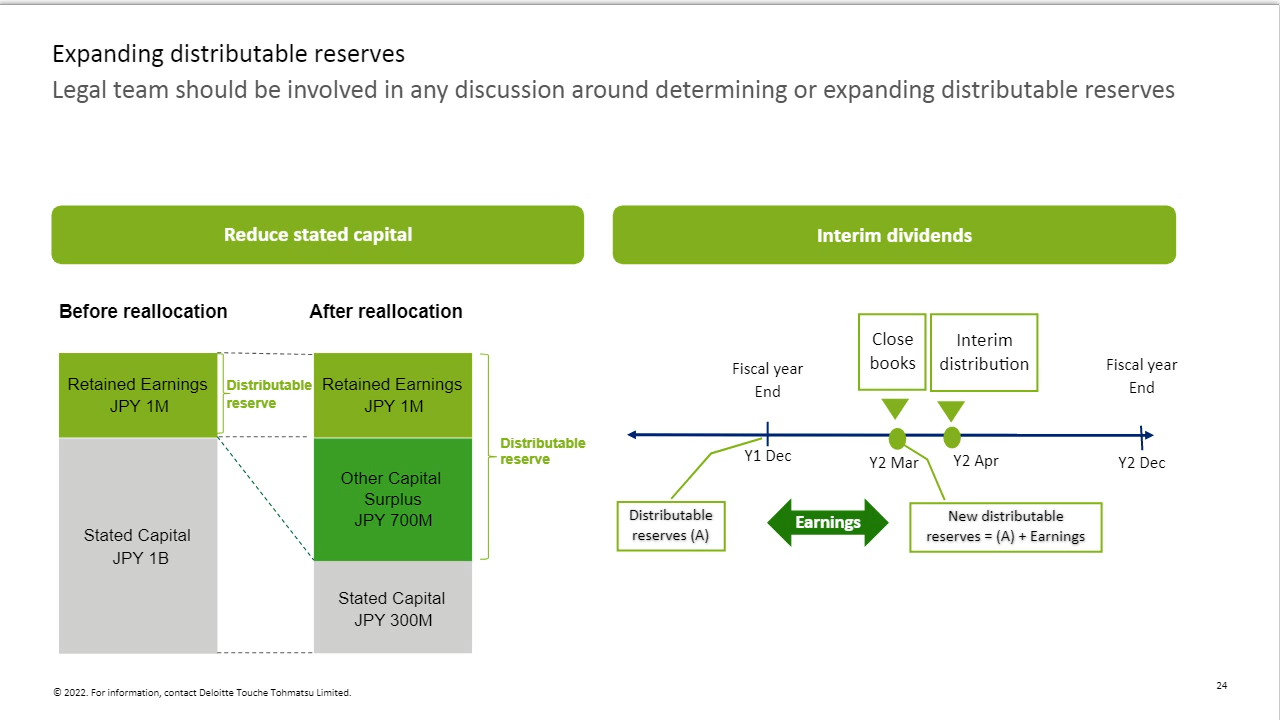 Expanding distributable reserves
Legal team should be involved in any discussion around determining or expanding distributable reserves
Reduce stated capital
Before reallocation
After reallocation
Retained Earnings
JPY 1M
Distributable
reserve
Stated Capital
JPY 1B
Retained Earnings
JPY 1M
Other Capital
Surplus
JPY 700M
Stated Capital
JPY 300M
Distributable
reserve
Interim dividends
Fiscal year
End
Close
books
Interim
distribution
Fiscal year
End
Y1 Dec
Y2 Mar
Y2 Apr
Y2 Dec
Distributable
reserves (A)
Earnings
New distributable
reserves = (A) + Earnings
© 2022. For information, contact Deloitte Touche Tohmatsu Limited.
24